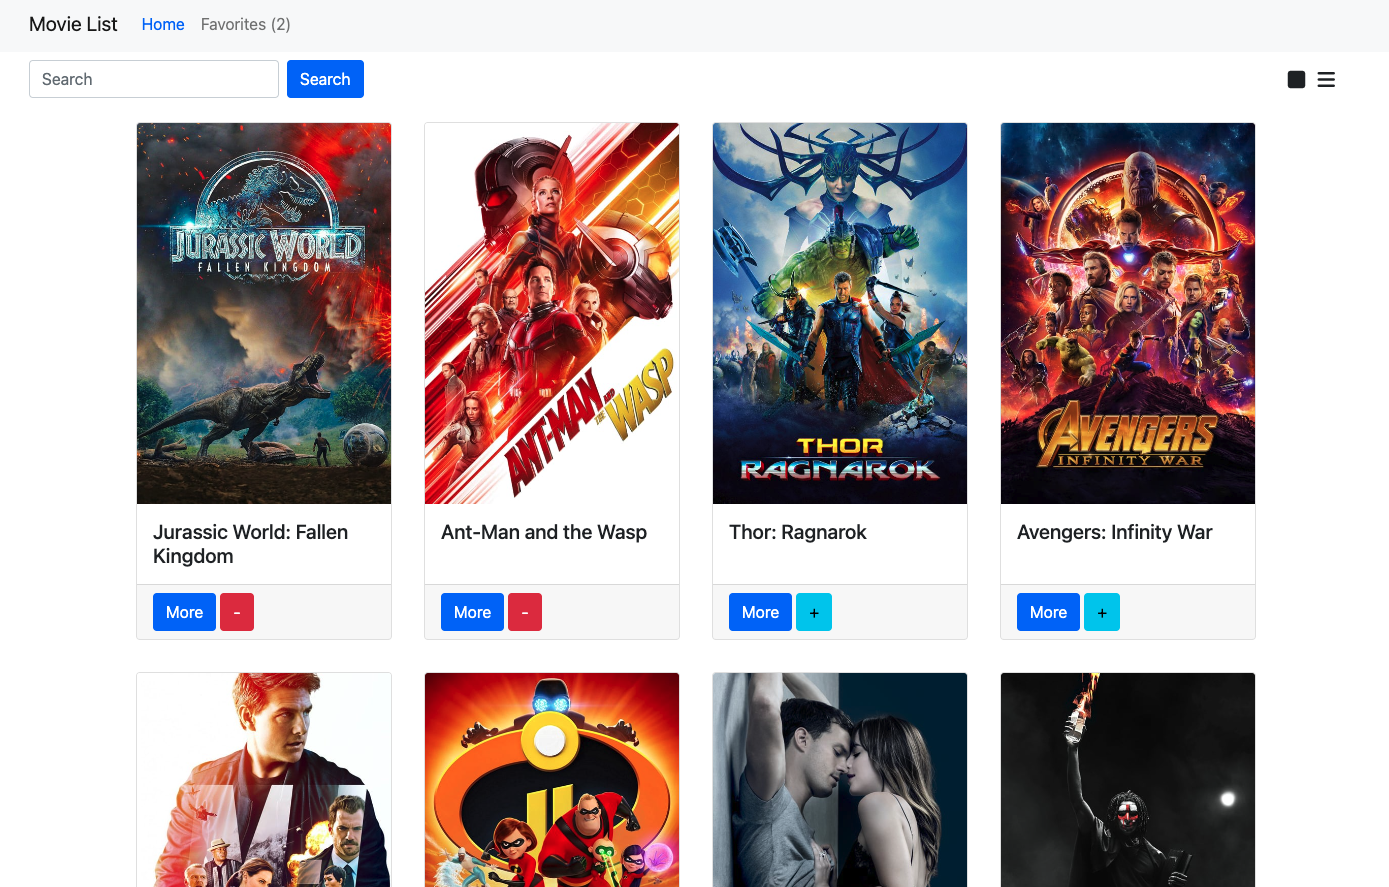 Movie List Home Favorites (2)
Search Search
JURASSIC WORLD
FALLEN KINGDOM
ANT-MAN AND THE WASP
THOR
RAGNAROK
AVENGERS
INFINITY WAR
Jurassic World: Fallen
Kingdom
Ant-Man and the Wasp
Thor: Ragnarok
Avengers: Infinity War
More -
More -
More +
More +